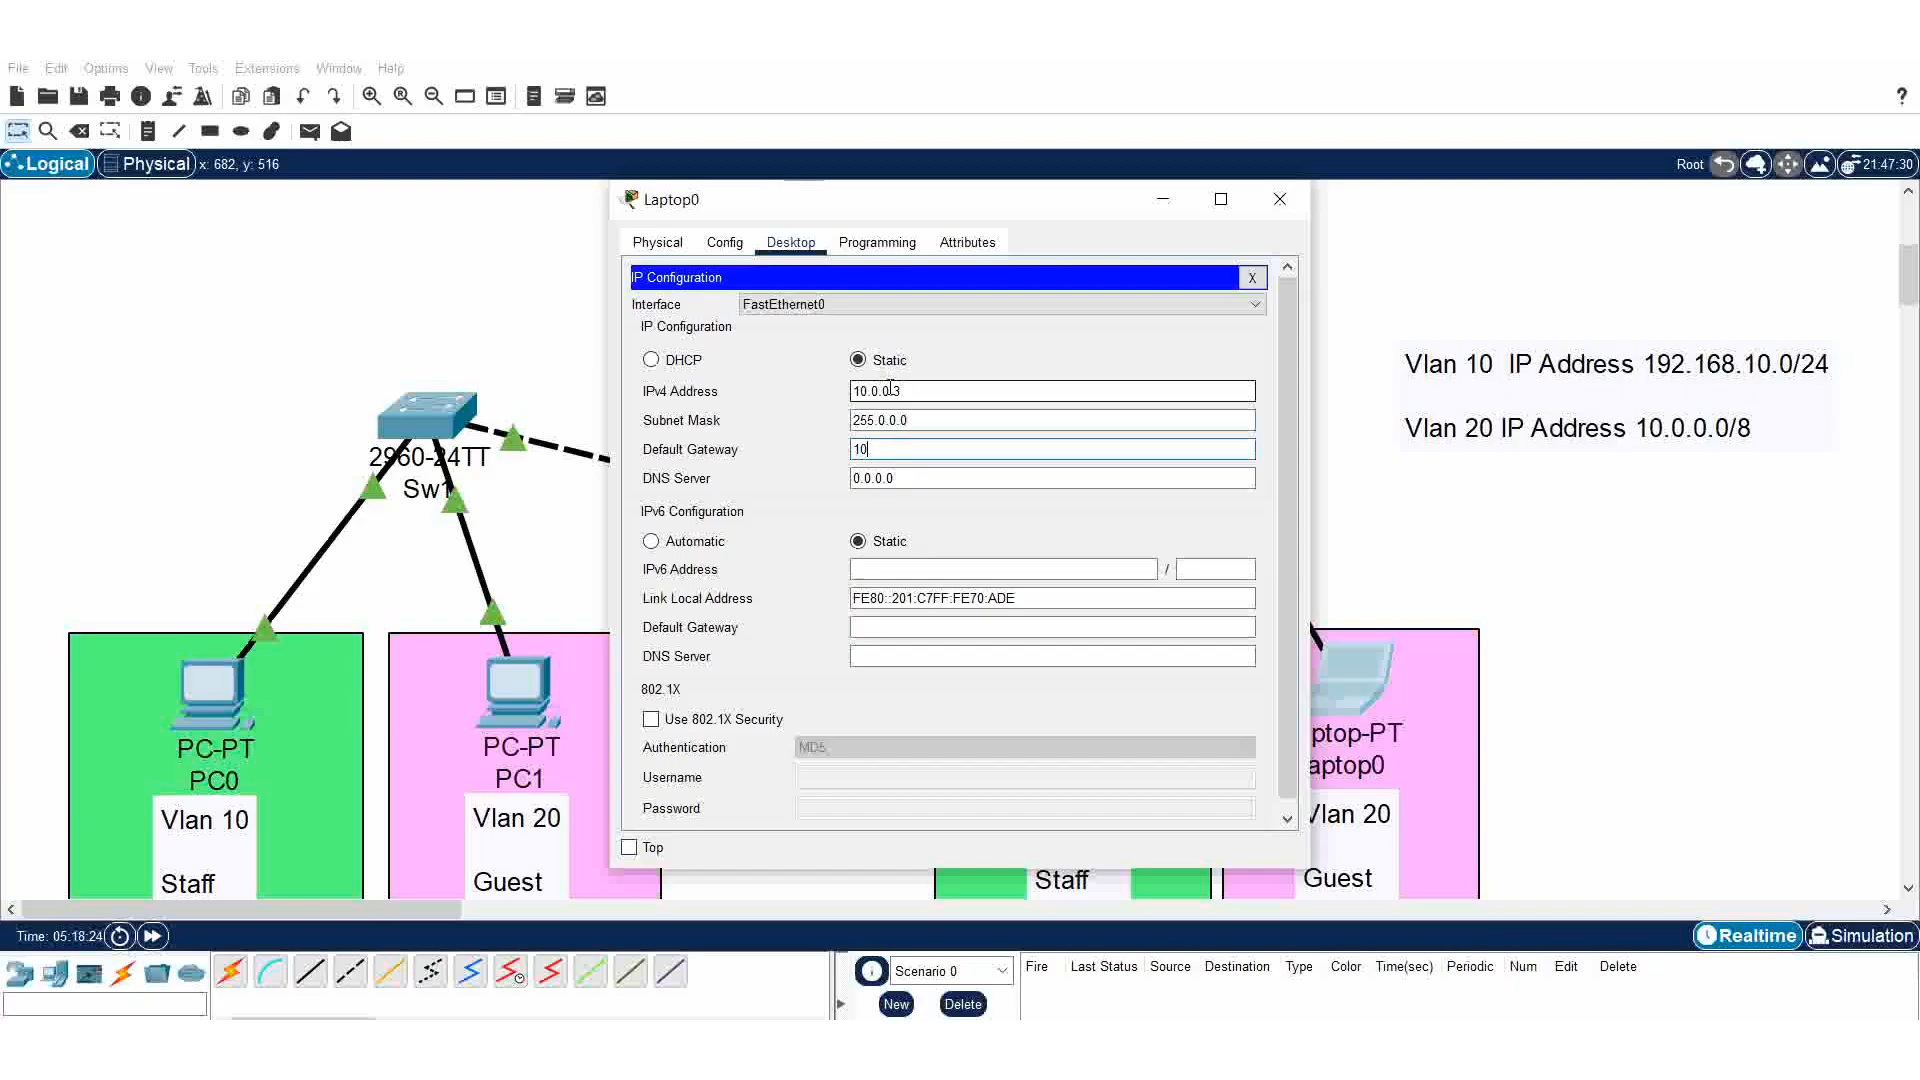 File Edit Options View Tools Extensions Window Help
?
Logical Physical x: 682, y: 516 Root 21:47:30
Laptop0
Physical Config Desktop Programming Attributes
IP Configuration X
Interface FastEthernet0
IP Configuration
DHCP Static
IPv4 Address 10.0.0.3
Subnet Mask 255.0.0.0
Default Gateway 10
DNS Server 0.0.0.0
IPv6 Configuration
Automatic Static
IPv6 Address /
Link Local Address FE80::201:C7FF:FE70:ADE
Default Gateway
DNS Server
802.1X
Use 802.1X Security
Authentication MD5
Username
Password
Top
Vlan 10 IP Address 192.168.10.0/24
Vlan 20 IP Address 10.0.0.0/8
2960-24TT
Sw1
PC-PT
PC0
Vlan 10
Staff
PC-PT
PC1
Vlan 20
Guest
Staff
ptop-PT
aptop0
Vlan 20
Guest
Time: 05:18:24 Realtime Simulation
Scenario 0
New Delete
Fire Last Status Source Destination Type Color Time(sec) Periodic Num Edit Delete